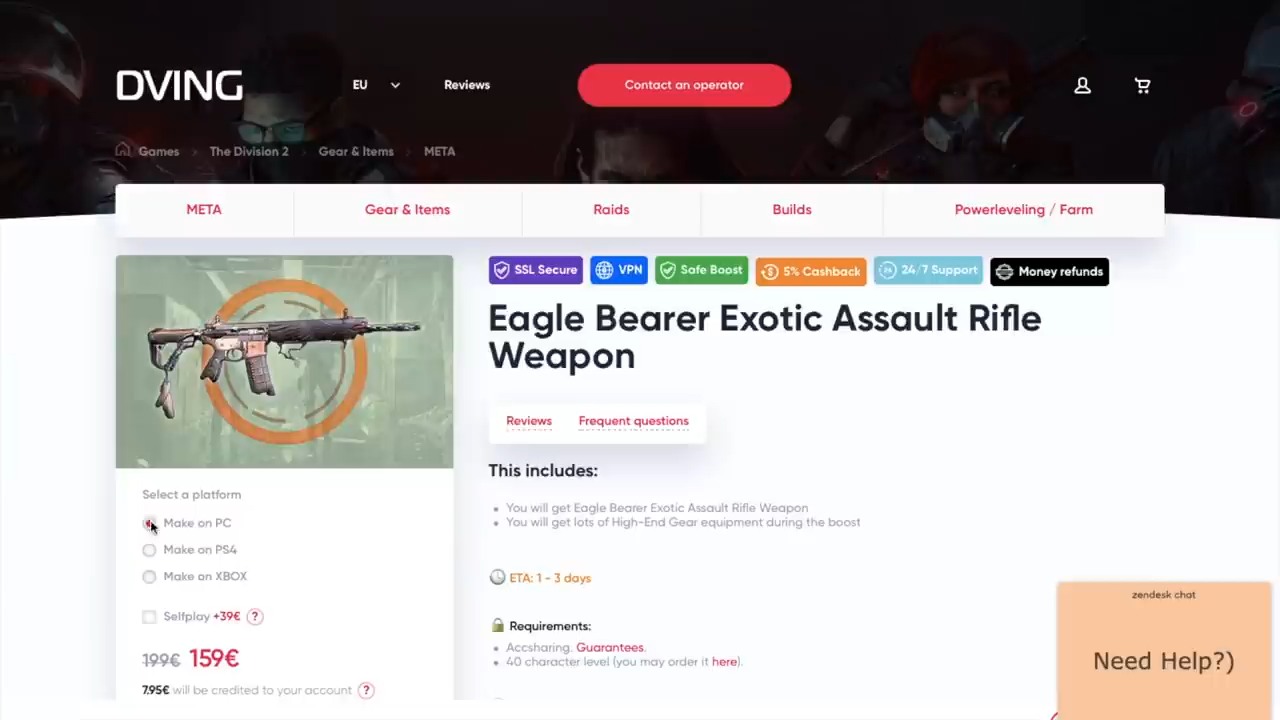 DVING
EU
Reviews
Contact an operator
Games
The Division 2
Gear & Items
META
META
Gear & Items
Raids
Builds
Powerleveling / Farm
SSL Secure
VPN
Safe Boost
5% Cashback
24/7 Support
Money refunds
Eagle Bearer Exotic Assault Rifle
Weapon
Reviews
Frequent questions
This includes:
You will get Eagle Bearer Exotic Assault Rifle Weapon
You will get lots of High-End Gear equipment during the boost
ETA: 1 - 3 days
Requirements:
Accsharing. Guarantees.
40 character level (you may order it here).
Select a platform
Make on PC
Make on PS4
Make on XBOX
Selfplay +39€ ?
199€ 159€
7.95€ will be credited to your account ?
zendesk chat
Need Help?)